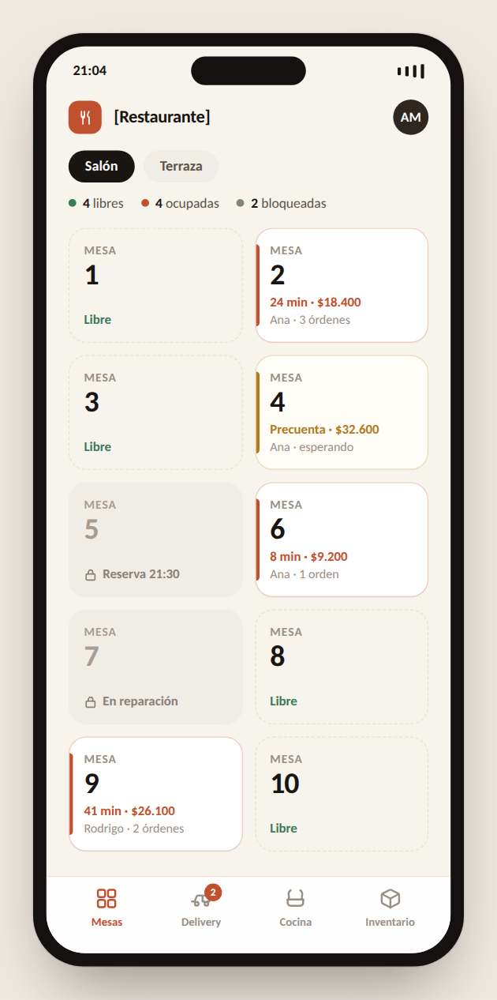 21:04
[Restaurante]
AM
Salón
Terraza
4 libres
4 ocupadas
2 bloqueadas
MESA
1
Libre
MESA
2
24 min · $18.400
Ana · 3 órdenes
MESA
3
Libre
MESA
4
Precuenta · $32.600
Ana · esperando
MESA
5
Reserva 21:30
MESA
6
8 min · $9.200
Ana · 1 orden
MESA
7
En reparación
MESA
8
Libre
MESA
9
41 min · $26.100
Rodrigo · 2 órdenes
MESA
10
Libre
Mesas
2
Delivery
Cocina
Inventario